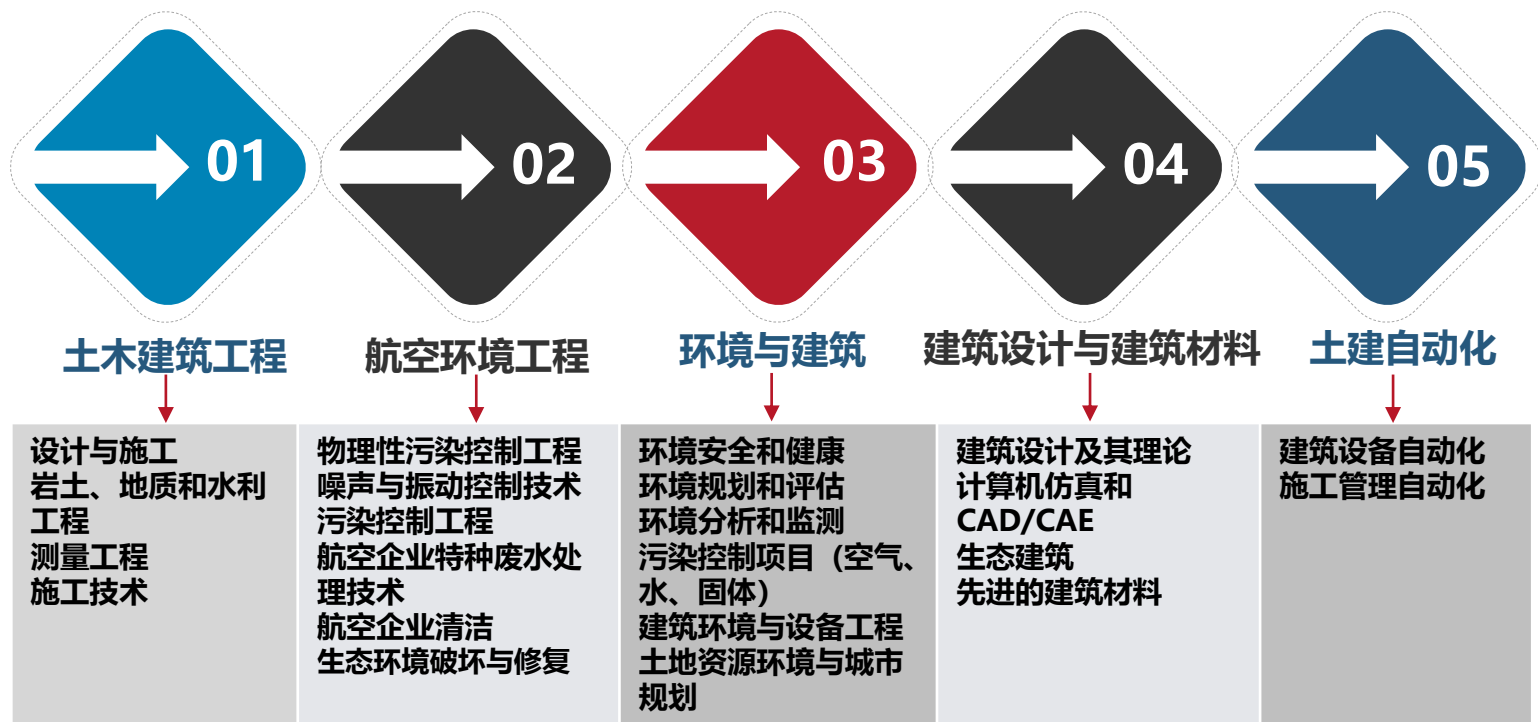 01
02
03
04
05
土木建筑工程
航空环境工程
环境与建筑
建筑设计与建筑材料
土建自动化
设计与施工
岩土、地质和水利
工程
测量工程
施工技术
物理性污染控制工程
噪声与振动控制技术
污染控制工程
航空企业特种废水处
理技术
航空企业清洁
生态环境破坏与修复
环境安全和健康
环境规划和评估
环境分析和监测
污染控制项目（空气、
水、固体）
建筑环境与设备工程
土地资源环境与城市
规划
建筑设计及其理论
计算机仿真和
CAD/CAE
生态建筑
先进的建筑材料
建筑设备自动化
施工管理自动化